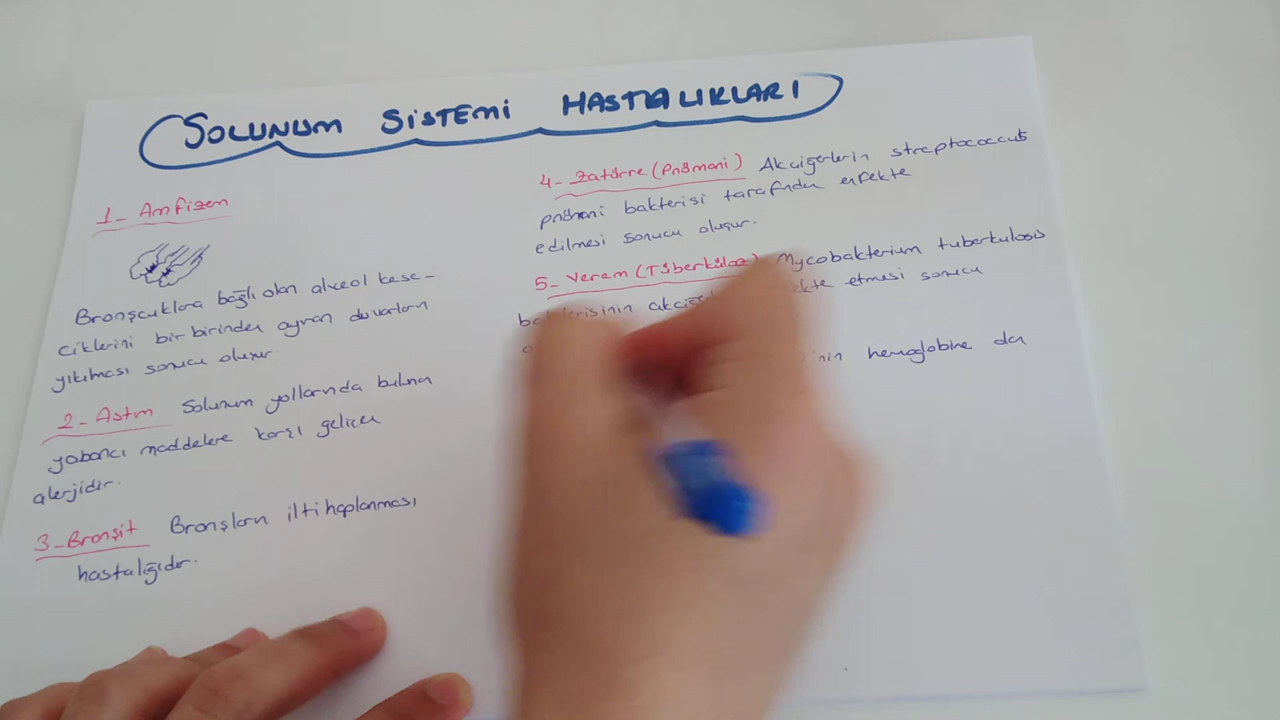 SOLUNUM SİSTEMİ HASTALIKLARI
1- Amfizem
Bronşcuklara bağlı olan alveol kese-
ciklerini birbirinden ayıran duvarların
yıkılması sonucu oluşur
2- Astım Solunum yollarında bulunan
yabancı maddelere karşı gelişen
alerjidir.
3- Bronşit Bronşların iltihaplanması
hastalığıdır.
4- Zatürre (Pnömoni) Akciğerlerin streptococcus
pnömoni bakterisi tarafından enfekte
edilmesi sonucu oluşur.
5- Verem (Tüberküloz) Mycobakterium tuberkulosis
etmesi sonucu
hemoglobine da